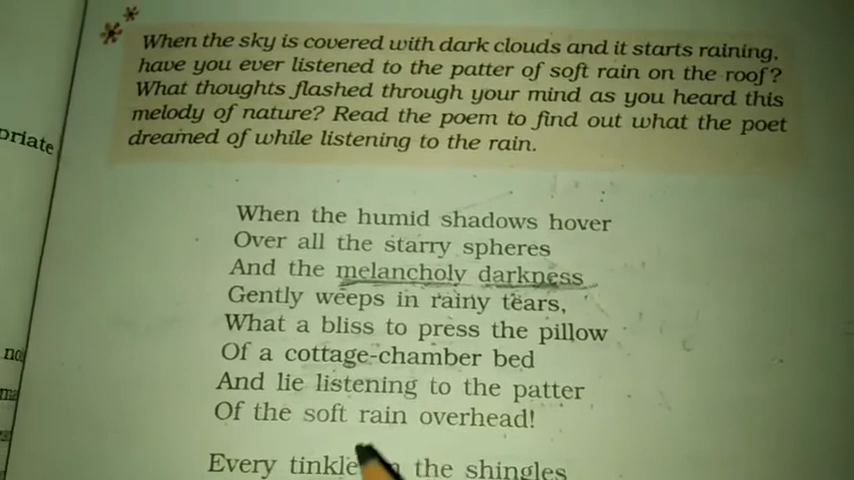 When the sky is covered with dark clouds and it starts raining,
have you ever listened to the patter of soft rain on the roof?
What thoughts flashed through your mind as you heard this
melody of nature? Read the poem to find out what the poet
dreamed of while listening to the rain.
priate
When the humid shadows hover
Over all the starry spheres
And the melancholy darkness
Gently weeps in rainy tears,
What a bliss to press the pillow
Of a cottage-chamber bed
And lie listening to the patter
Of the soft rain overhead!
Every tinkle the shingles